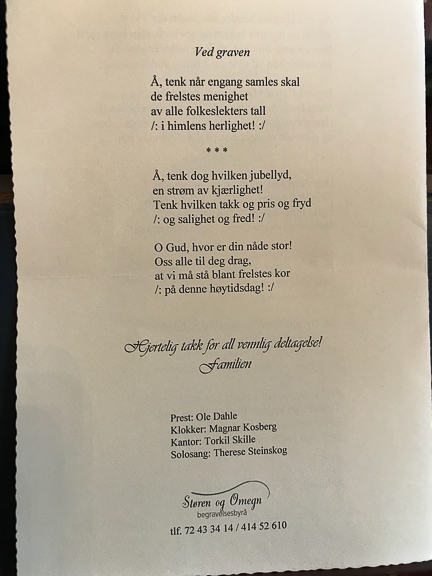 Ved graven
Å, tenk når engang samles skal
de frelstes menighet
av alle folkeslekters tall
/: i himlens herlighet! :/
* * *
Å, tenk dog hvilken jubellyd,
en strøm av kjærlighet!
Tenk hvilken takk og pris og fryd
/: og salighet og fred! :/
O Gud, hvor er din nåde stor!
Oss alle til deg drag,
at vi må stå blant frelstes kor
/: på denne høytidsdag! :/
Hjertelig takk for all vennlig deltagelse!
Familien
Prest: Ole Dahle
Klokker: Magnar Kosberg
Kantor: Torkil Skille
Solosang: Therese Steinskog
Støren og Omegn
begravelsesbyrå
tlf. 72 43 34 14 / 414 52 610